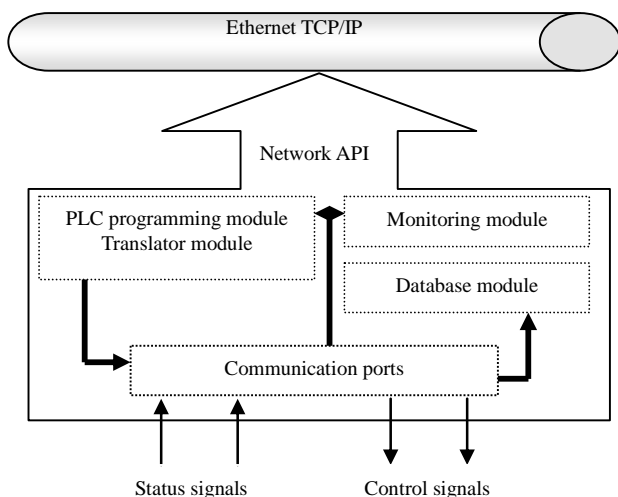 Ethernet TCP/IP
Network API
PLC programming module
Translator module
Monitoring module
Database module
Communication ports
Status signals
Control signals